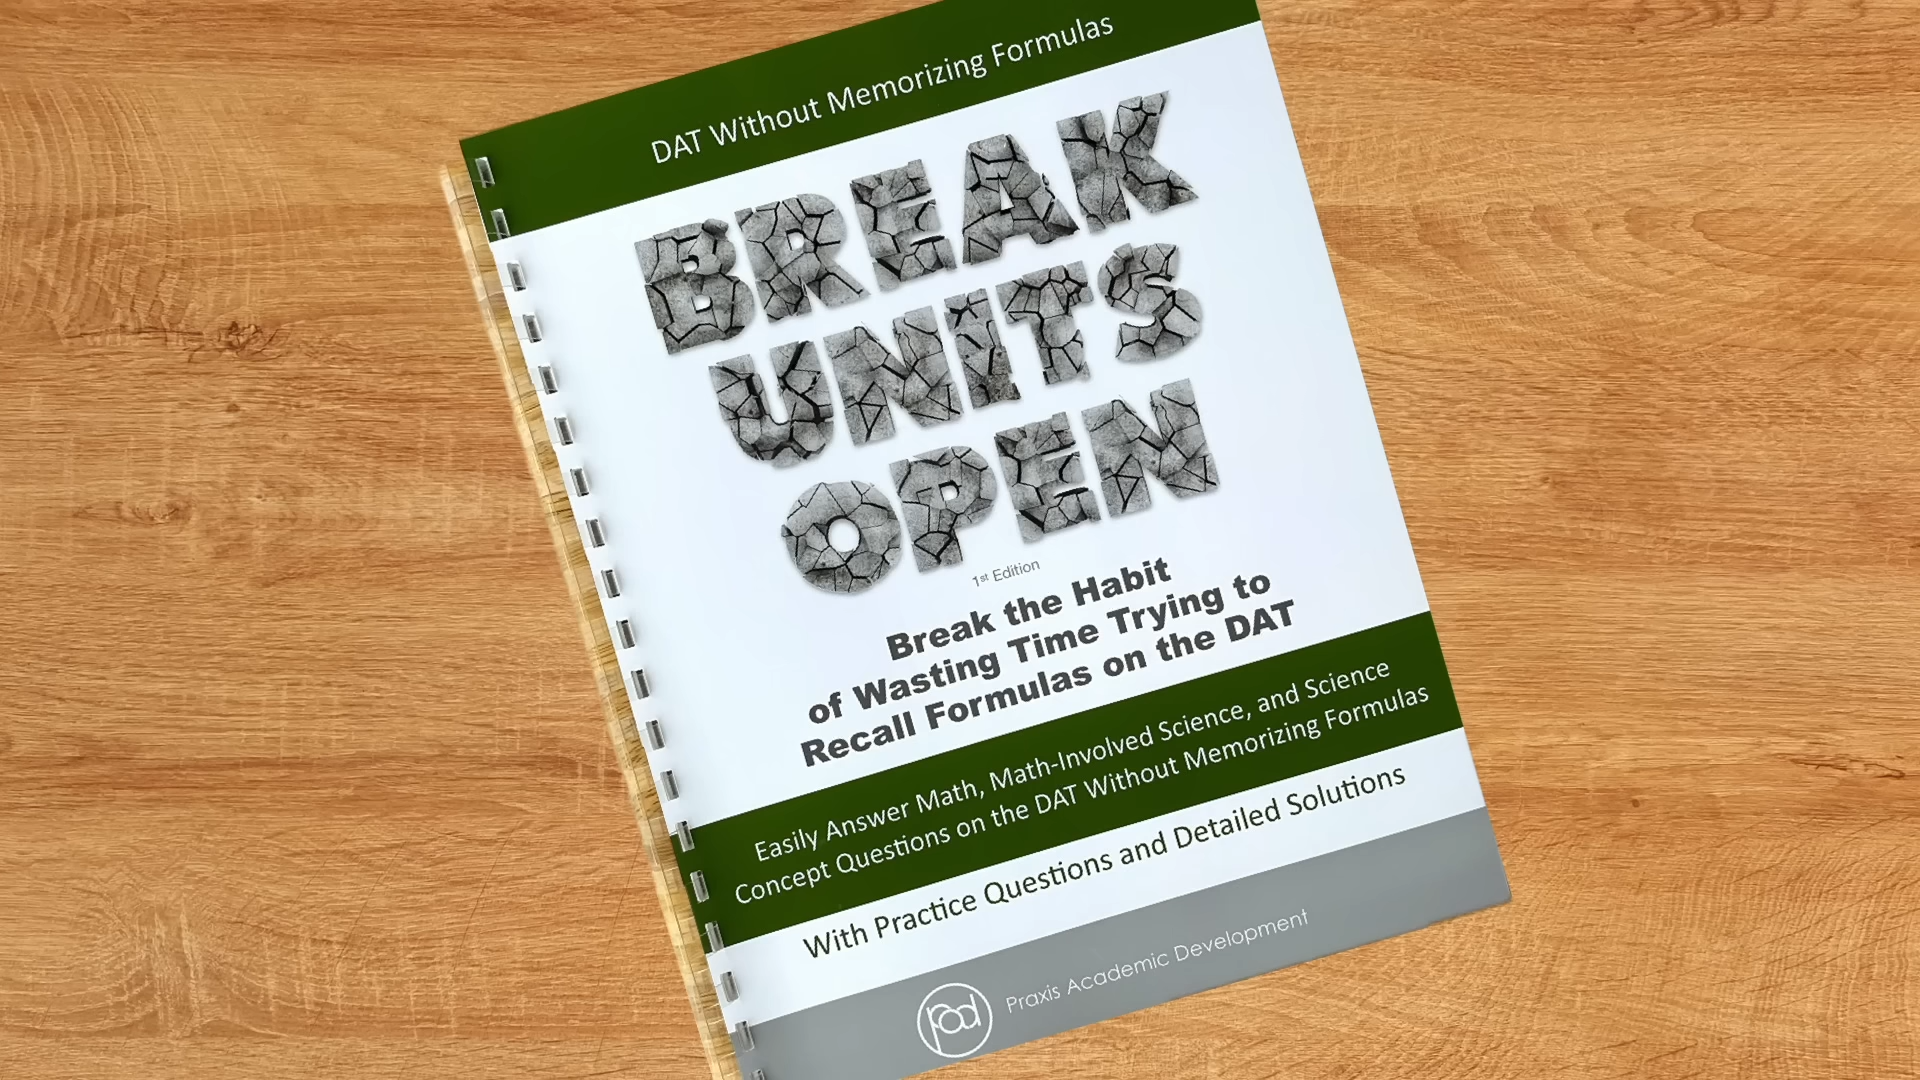 DAT Without Memorizing Formulas
BREAK
UNITS
OPEN
1st Edition
Break the Habit
of Wasting Time Trying to
Recall Formulas on the DAT
Easily Answer Math, Math-Involved Science, and Science
Concept Questions on the DAT Without Memorizing Formulas
With Practice Questions and Detailed Solutions
pad Praxis Academic Development